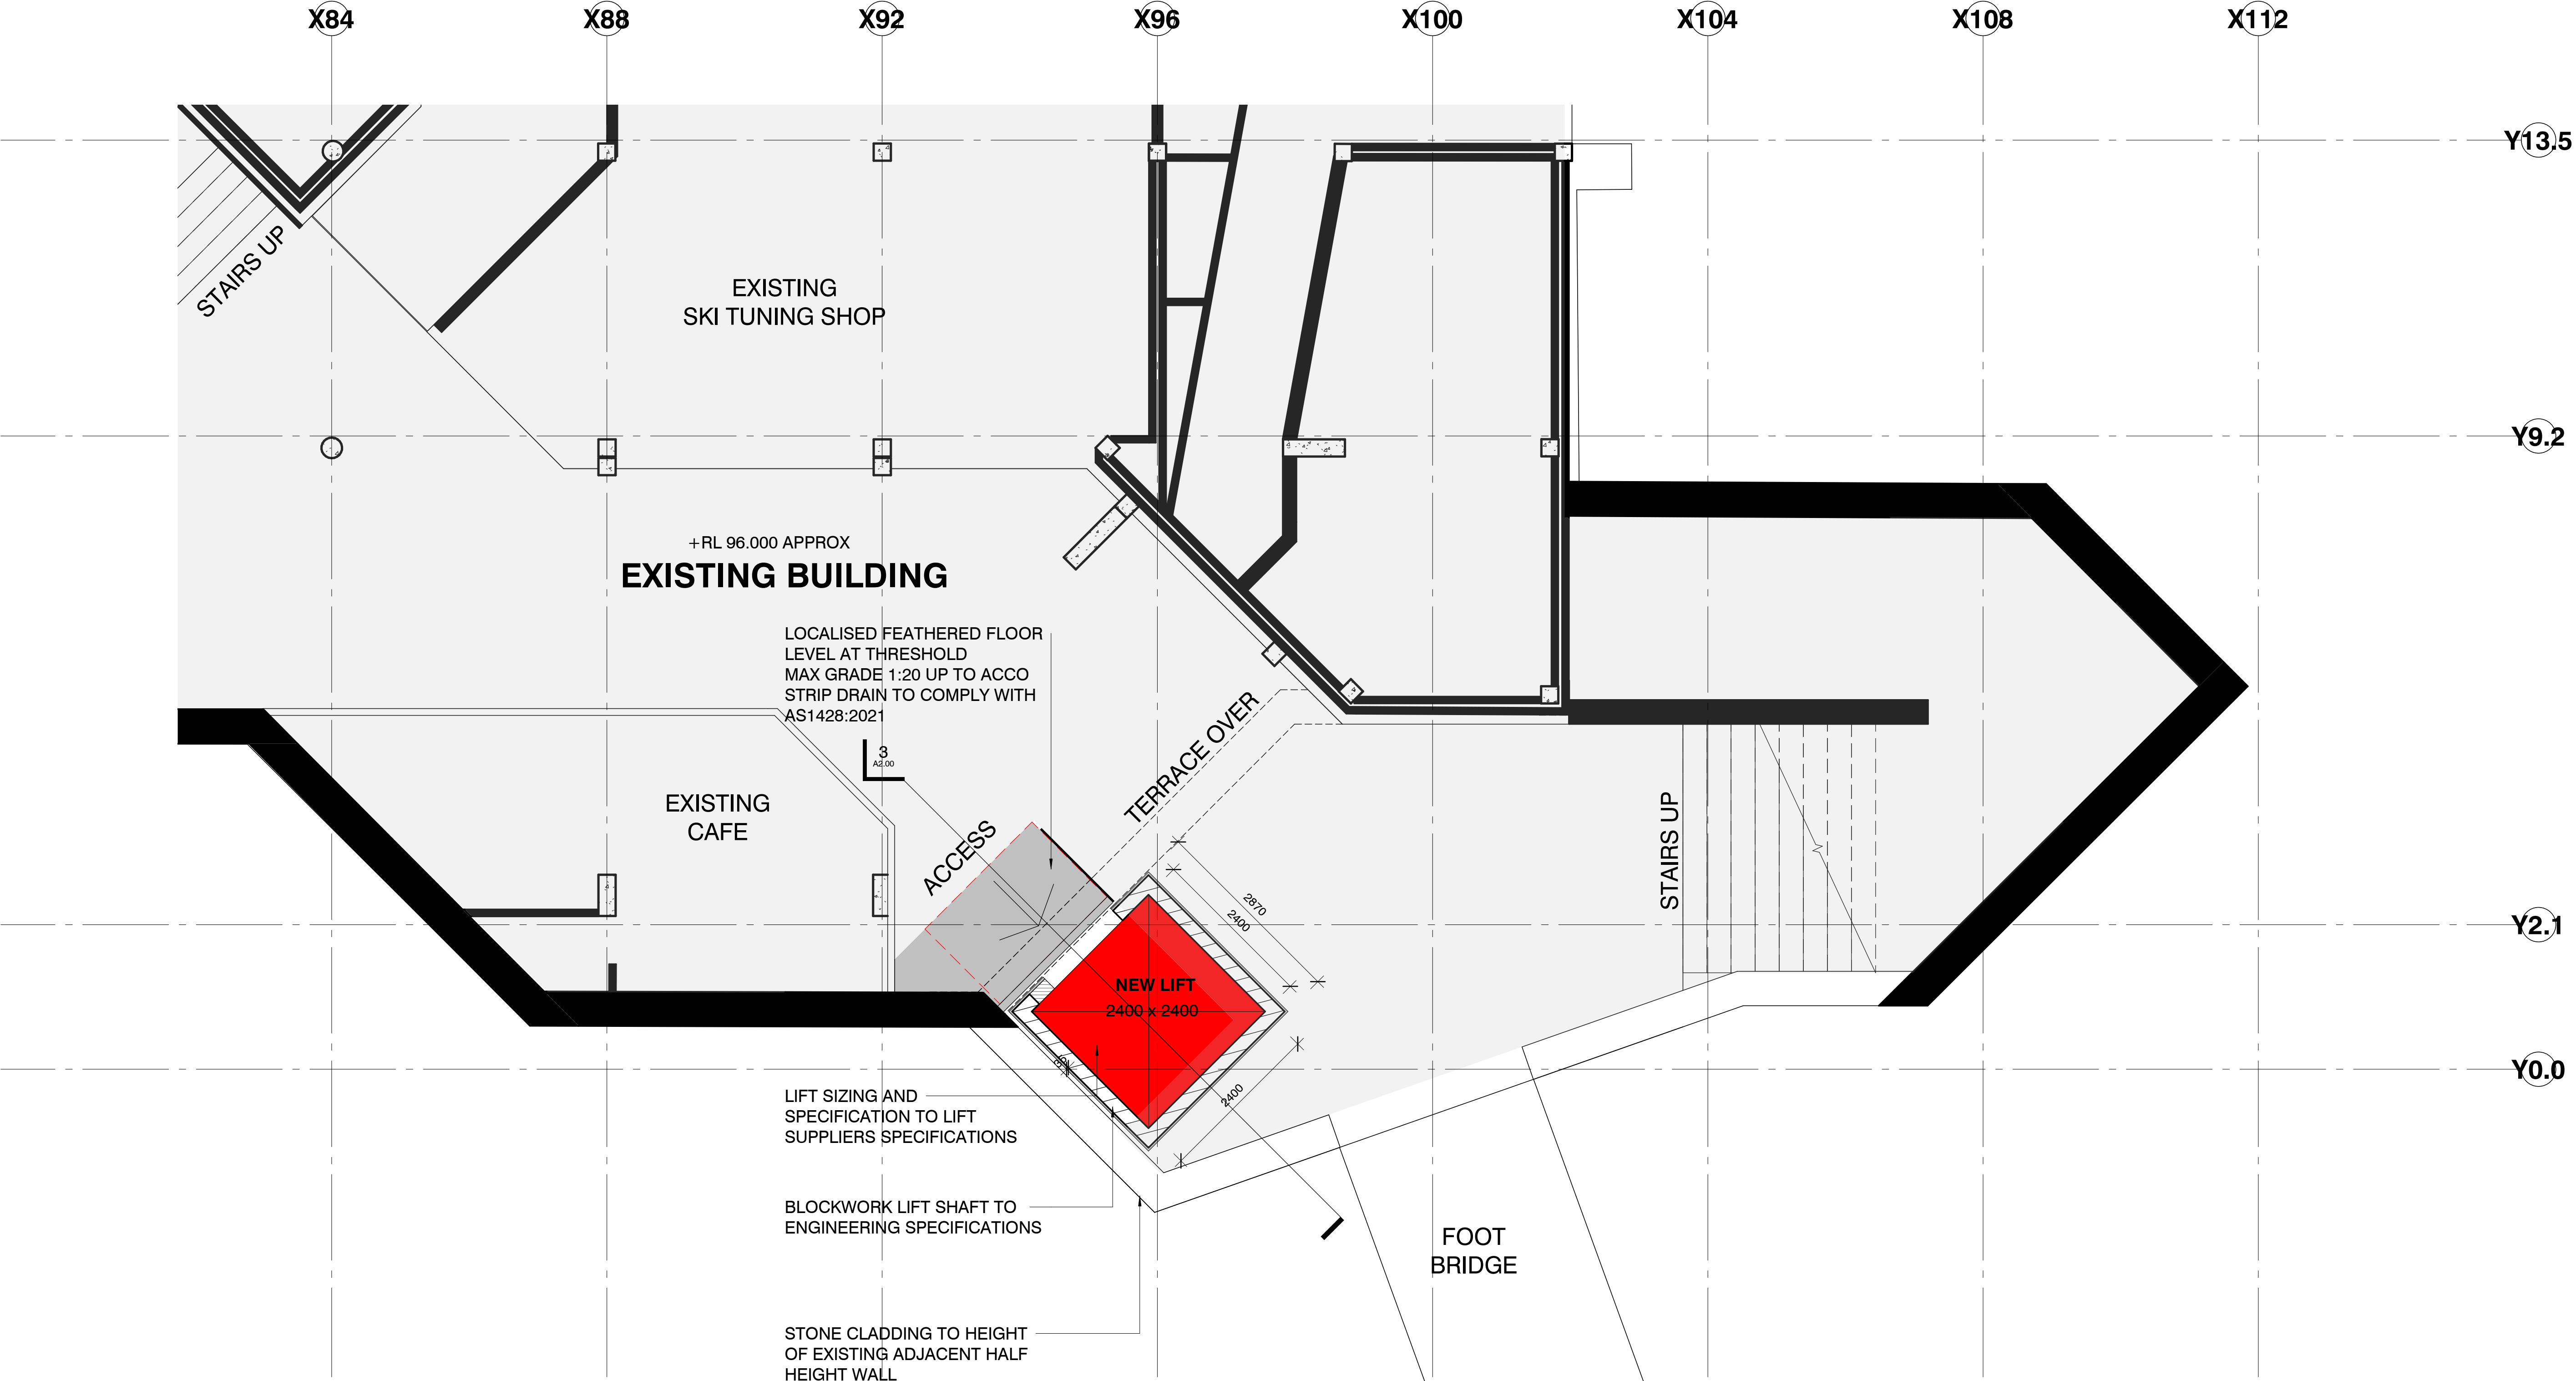 X84
X88
X92
X96
X100
X104
X108
X112
Y13.5
STAIRS UP
EXISTING
SKI TUNING SHOP
Y9.2
+RL 96.000 APPROX
EXISTING BUILDING
LOCALISED FEATHERED FLOOR
LEVEL AT THRESHOLD
MAX GRADE 1:20 UP TO ACCO
STRIP DRAIN TO COMPLY WITH
AS1428:2021
3
A2.00
TERRACE OVER
EXISTING
CAFE
ACCESS
STAIRS UP
2870
2400
Y2.1
NEW LIFT
2400 x 2400
Y0.0
2400
LIFT SIZING AND
SPECIFICATION TO LIFT
SUPPLIERS SPECIFICATIONS
BLOCKWORK LIFT SHAFT TO
ENGINEERING SPECIFICATIONS
FOOT
BRIDGE
STONE CLADDING TO HEIGHT
OF EXISTING ADJACENT HALF
HEIGHT WALL